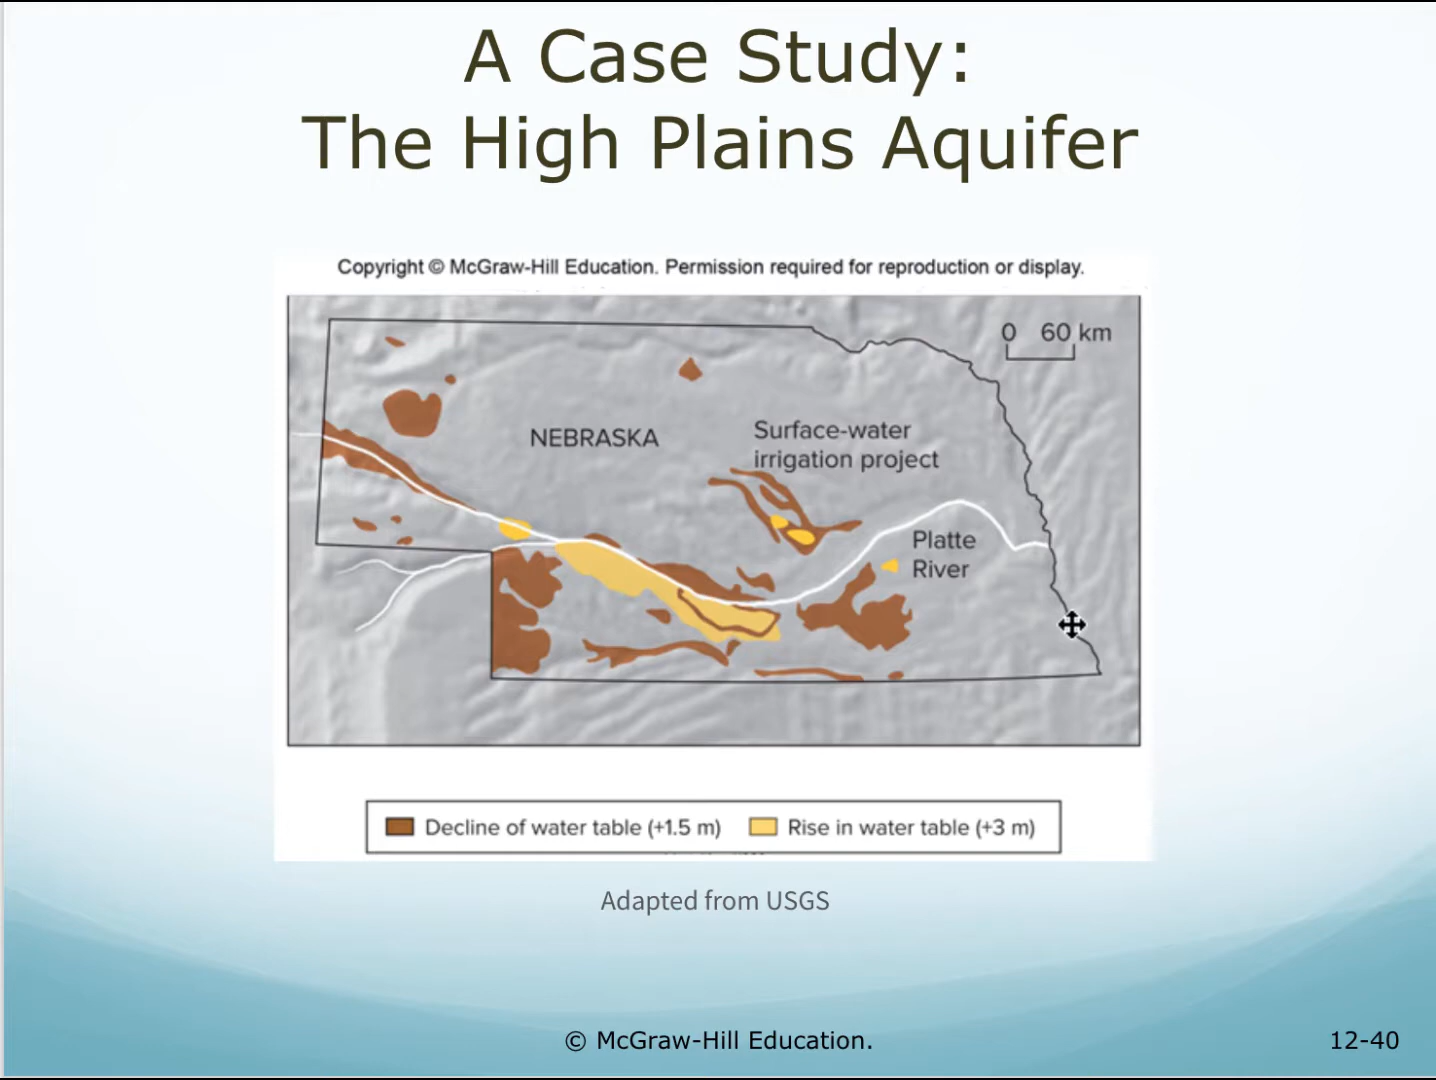 A Case Study:
The High Plains Aquifer
Copyright © McGraw-Hill Education. Permission required for reproduction or display.
0 60 km
NEBRASKA
Surface-water
irrigation project
Platte
River
Decline of water table (+1.5 m)
Rise in water table (+3 m)
Adapted from USGS
© McGraw-Hill Education.
12-40